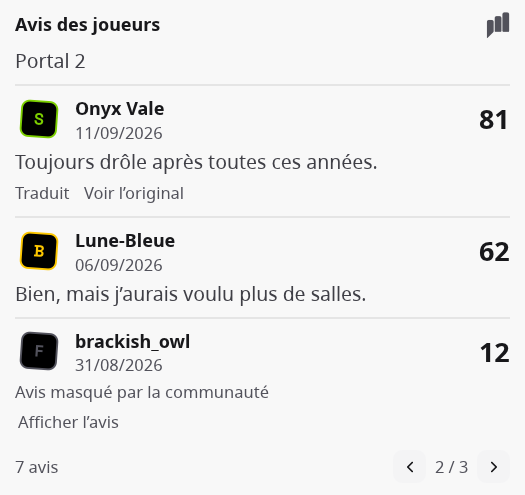 Avis des joueurs
Portal 2
S
Onyx Vale
11/09/2026
81
Toujours drôle après toutes ces années.
Traduit Voir l’original
B
Lune-Bleue
06/09/2026
62
Bien, mais j’aurais voulu plus de salles.
F
brackish_owl
31/08/2026
12
Avis masqué par la communauté
Afficher l’avis
7 avis
2 / 3